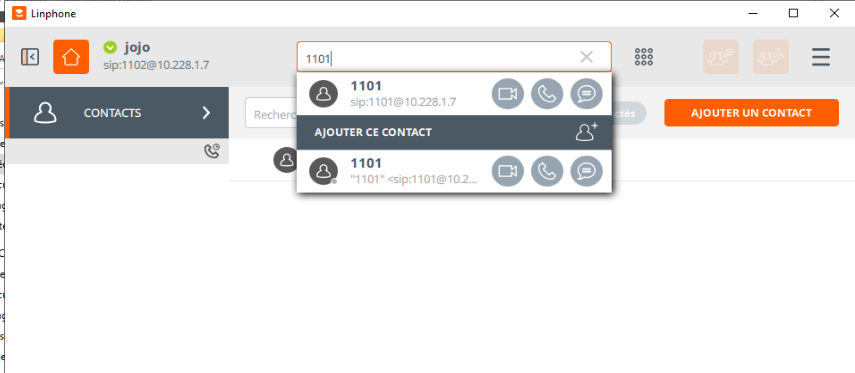 Linphone
jojo
sip:1102@10.228.1.7
1101
1101
sip:1101@10.228.1.7
CONTACTS
Recherc
ctés
AJOUTER UN CONTACT
AJOUTER CE CONTACT
1101
"1101" <sip:1101@10.2...